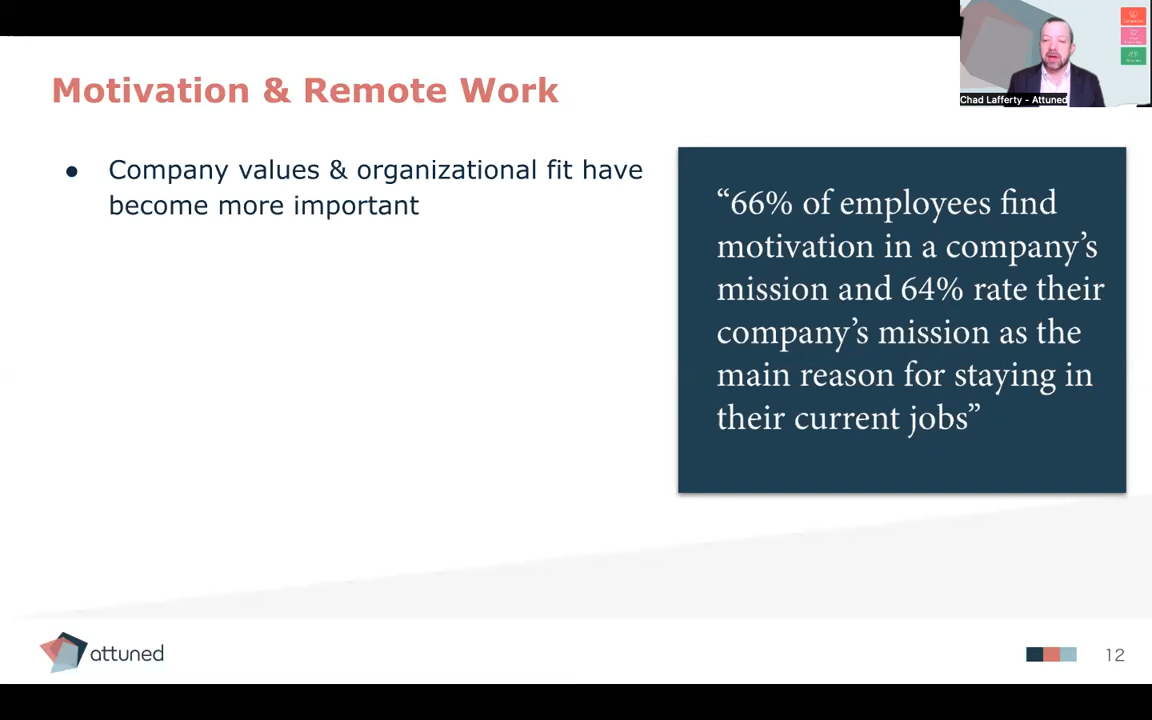 Motivation & Remote Work
Chad Lafferty - Attuned
● Company values & organizational fit have
become more important
“66% of employees find
motivation in a company’s
mission and 64% rate their
company’s mission as the
main reason for staying in
their current jobs”
attuned
12